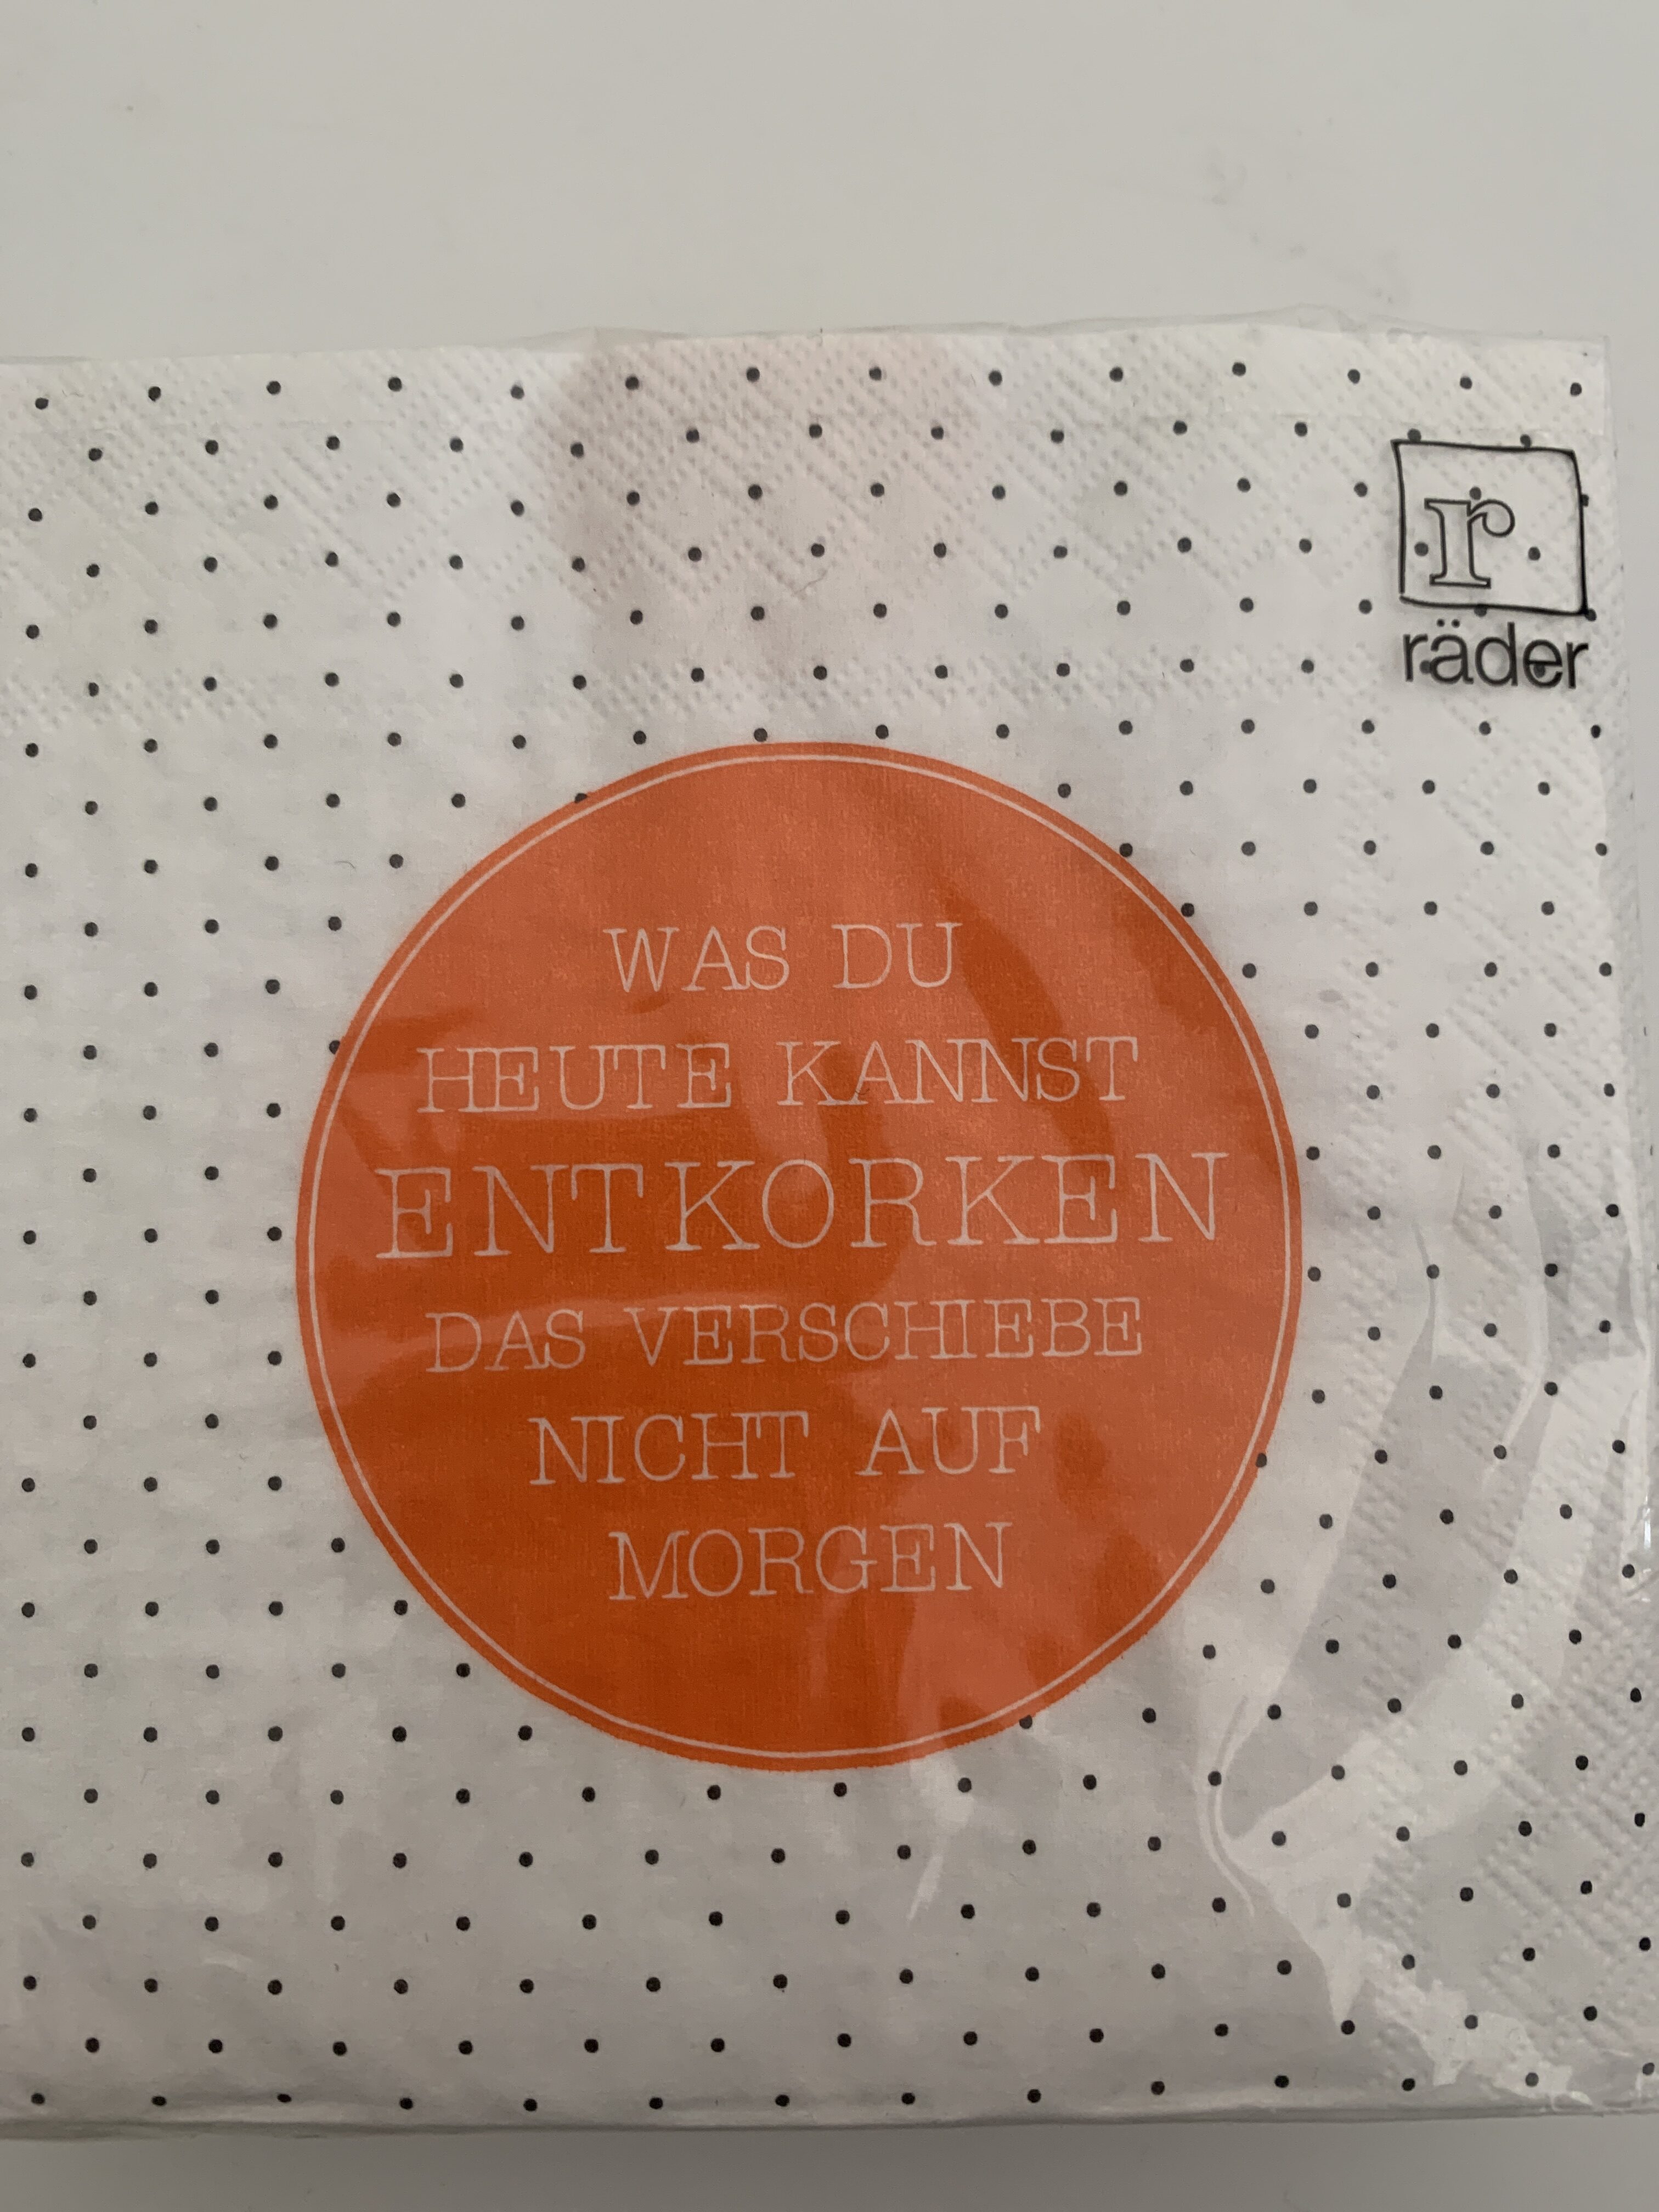 r
räder
WAS DU
HEUTE KANNST
ENTKORKEN
DAS VERSCHIEBE
NICHT AUF
MORGEN